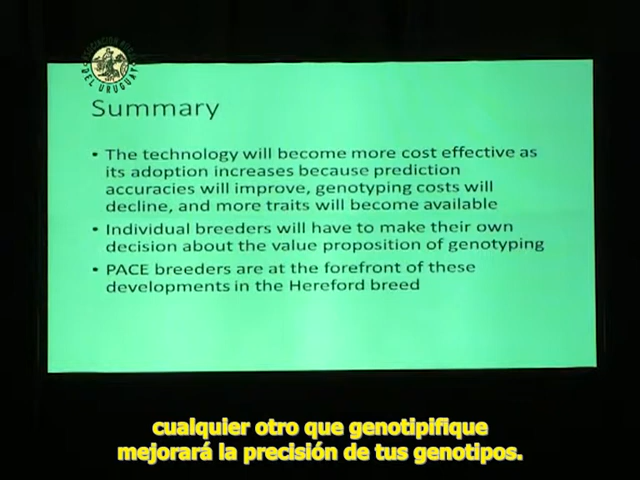 DEL URUGUAY
Summary
• The technology will become more cost effective as
its adoption increases because prediction
accuracies will improve, genotyping costs will
decline, and more traits will become available
• Individual breeders will have to make their own
decision about the value proposition of genotyping
• PACE breeders are at the forefront of these
developments in the Hereford breed
cualquier otro que genotipifique
mejorará la precisión de tus genotipos.